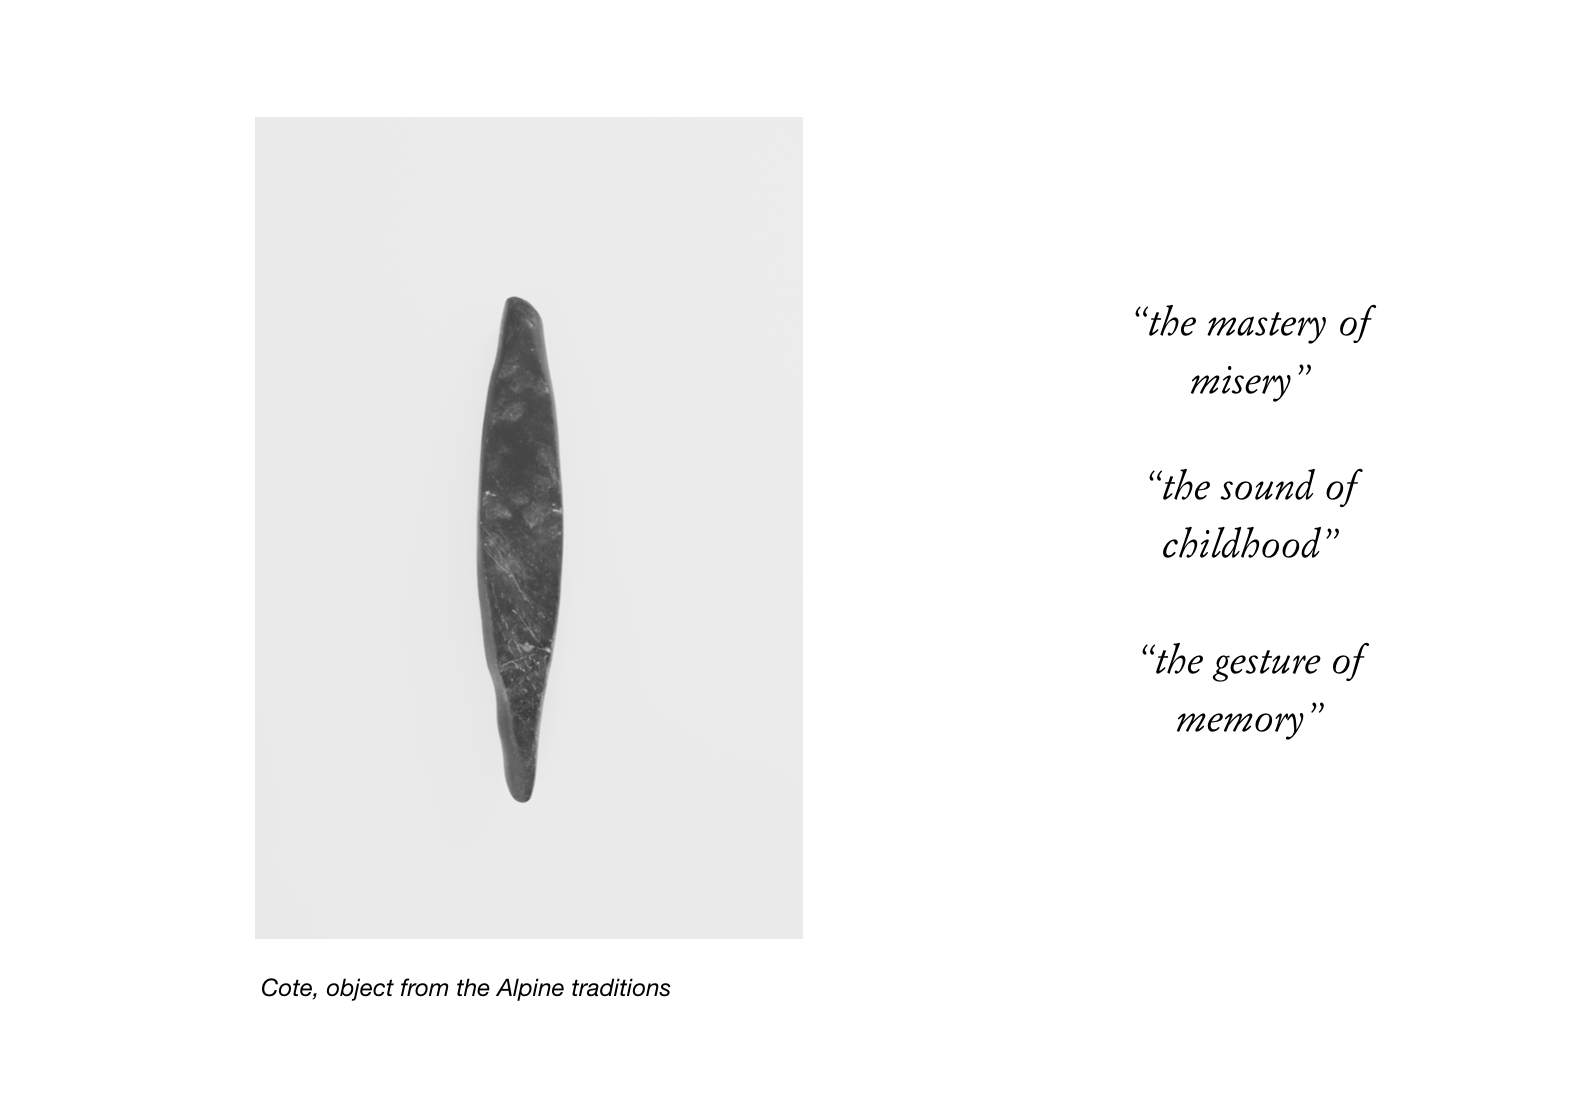 “the mastery of
misery”
“the sound of
childhood”
“the gesture of
memory”
Cote, object from the Alpine traditions